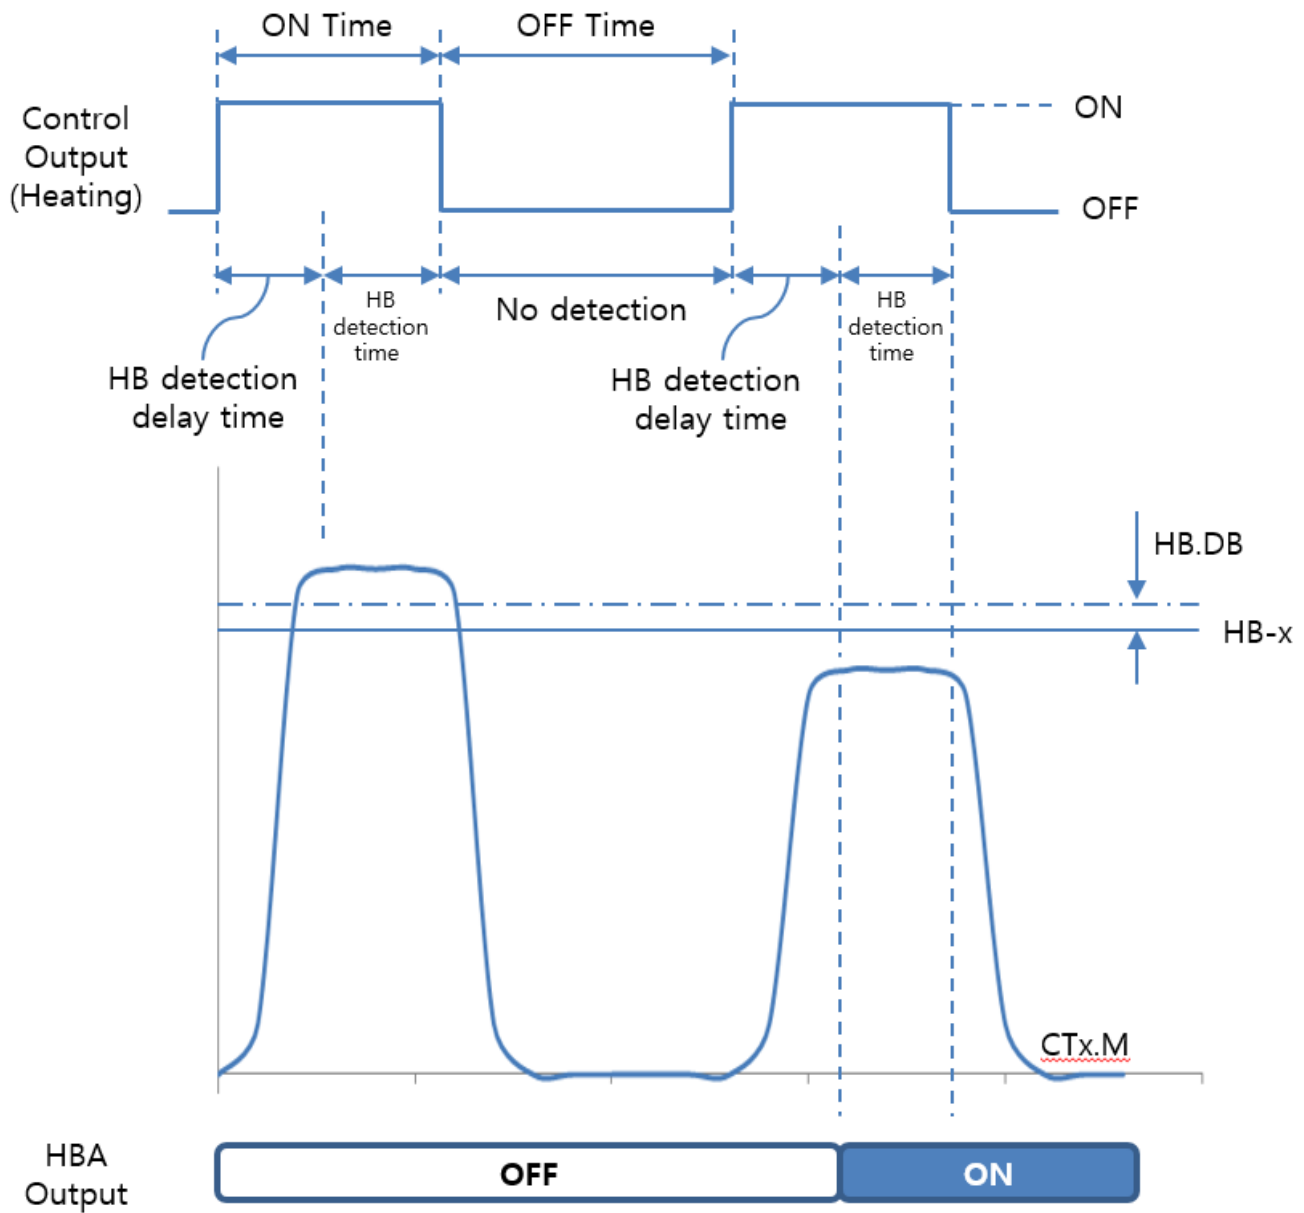 ON Time
OFF Time
Control
Output
(Heating)
ON
OFF
HB
detection
time
No detection
HB
detection
time
HB detection
delay time
HB detection
delay time
HB.DB
HB-x
CTx.M
HBA
Output
OFF
ON